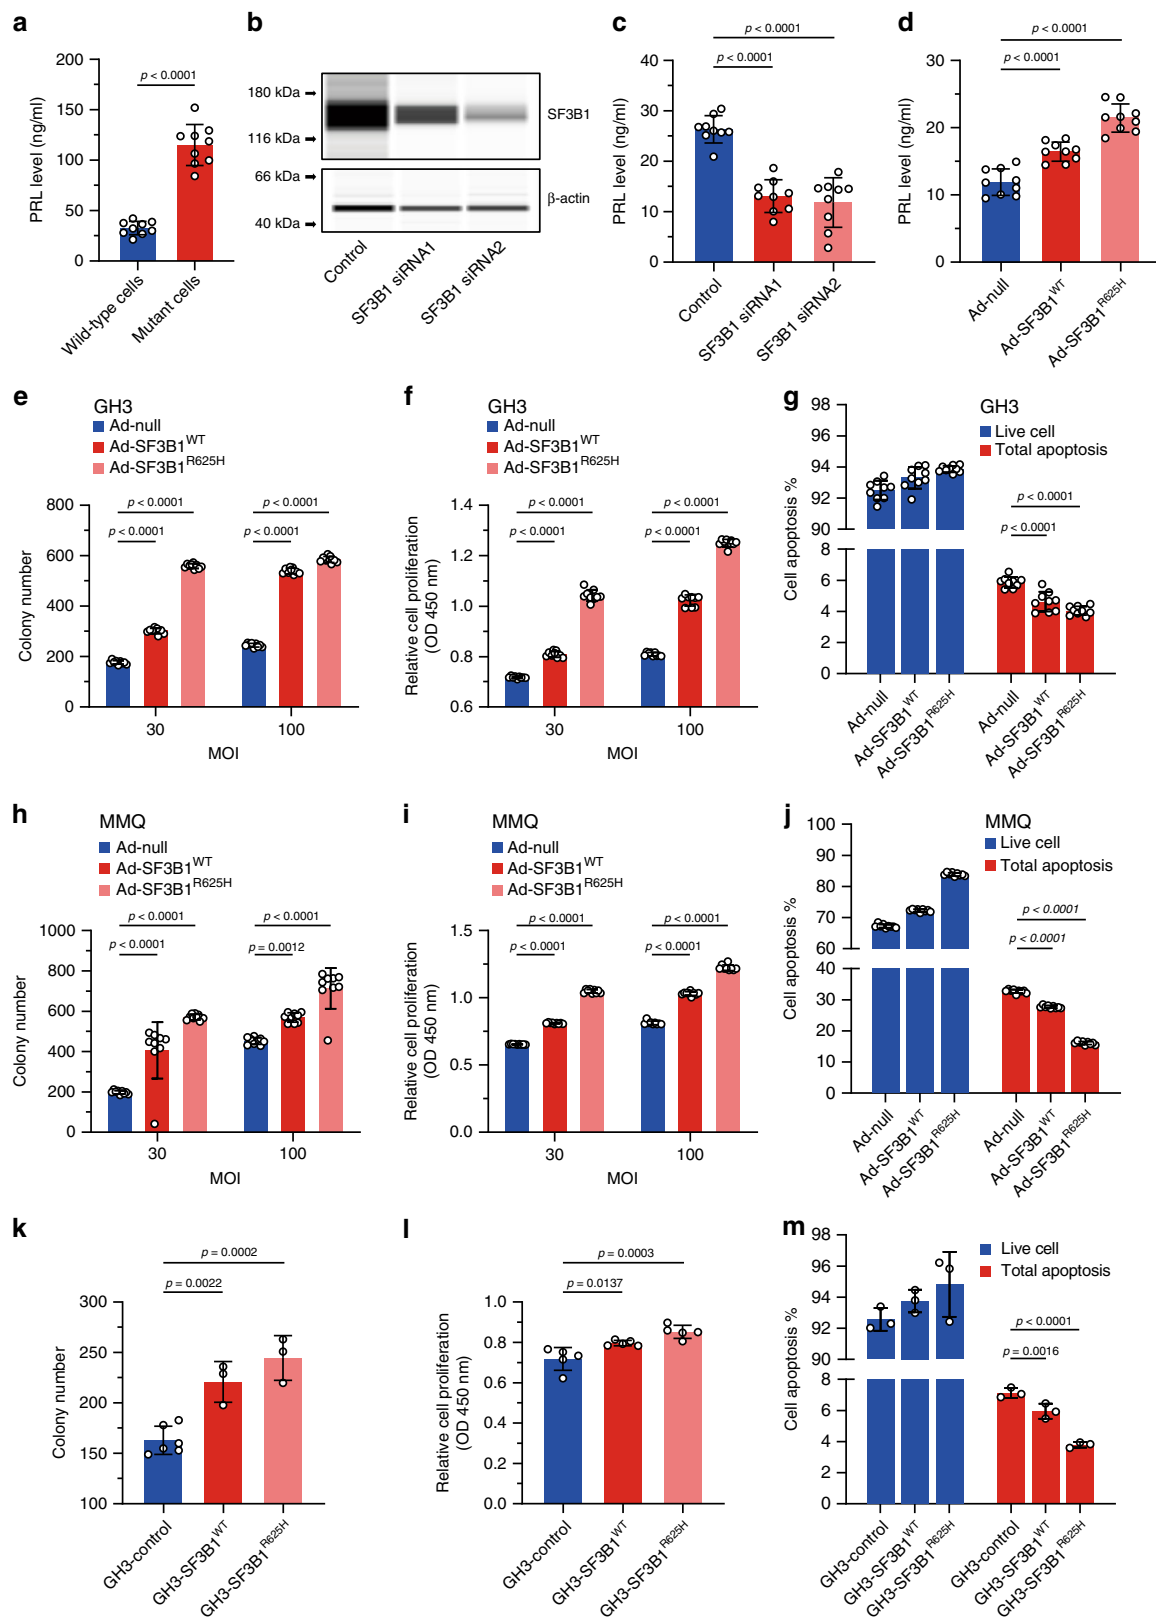 a
PRL level (ng/ml)
200
150
100
50
0
p < 0.0001
Wild-type cells
Mutant cells
b
180 kDa
116 kDa
66 kDa
40 kDa
SF3B1
β-actin
Control
SF3B1 siRNA1
SF3B1 siRNA2
c
PRL level (ng/ml)
40
30
20
10
0
p < 0.0001
p < 0.0001
Control
SF3B1 siRNA1
SF3B1 siRNA2
d
PRL level (ng/ml)
30
20
10
0
p < 0.0001
p < 0.0001
Ad-null
Ad-SF3B1WT
Ad-SF3B1R625H
e
GH3
Ad-null
Ad-SF3B1WT
Ad-SF3B1R625H
Colony number
800
600
400
200
0
p < 0.0001
p < 0.0001
p < 0.0001
p < 0.0001
30
100
MOI
f
GH3
Ad-null
Ad-SF3B1WT
Ad-SF3B1R625H
Relative cell proliferation
(OD 450 nm)
1.4
1.2
1.0
0.8
0.6
p < 0.0001
p < 0.0001
p < 0.0001
p < 0.0001
30
100
MOI
g
GH3
Live cell
Total apoptosis
Cell apoptosis %
98
96
94
92
90
8
6
4
2
0
p < 0.0001
p < 0.0001
Ad-null
Ad-SF3B1WT
Ad-SF3B1R625H
Ad-null
Ad-SF3B1WT
Ad-SF3B1R625H
h
MMQ
Ad-null
Ad-SF3B1WT
Ad-SF3B1R625H
Colony number
1000
800
600
400
200
0
p < 0.0001
p < 0.0001
p < 0.0001
p = 0.0012
30
100
MOI
i
MMQ
Ad-null
Ad-SF3B1WT
Ad-SF3B1R625H
Relative cell proliferation
(OD 450 nm)
1.5
1.0
0.5
0.0
p < 0.0001
p < 0.0001
p < 0.0001
p < 0.0001
30
100
MOI
j
MMQ
Live cell
Total apoptosis
Cell apoptosis %
100
90
80
70
60
40
30
20
10
0
p < 0.0001
p < 0.0001
Ad-null
Ad-SF3B1WT
Ad-SF3B1R625H
Ad-null
Ad-SF3B1WT
Ad-SF3B1R625H
k
Colony number
300
250
200
150
100
p = 0.0002
p = 0.0022
GH3-control
GH3-SF3B1WT
GH3-SF3B1R625H
l
Relative cell proliferation
(OD 450 nm)
1.0
0.8
0.6
0.4
0.2
0.0
p = 0.0003
p = 0.0137
GH3-control
GH3-SF3B1WT
GH3-SF3B1R625H
m
Live cell
Total apoptosis
Cell apoptosis %
98
96
94
92
90
8
6
4
2
0
p < 0.0001
p = 0.0016
GH3-control
GH3-SF3B1WT
GH3-SF3B1R625H
GH3-control
GH3-SF3B1WT
GH3-SF3B1R625H